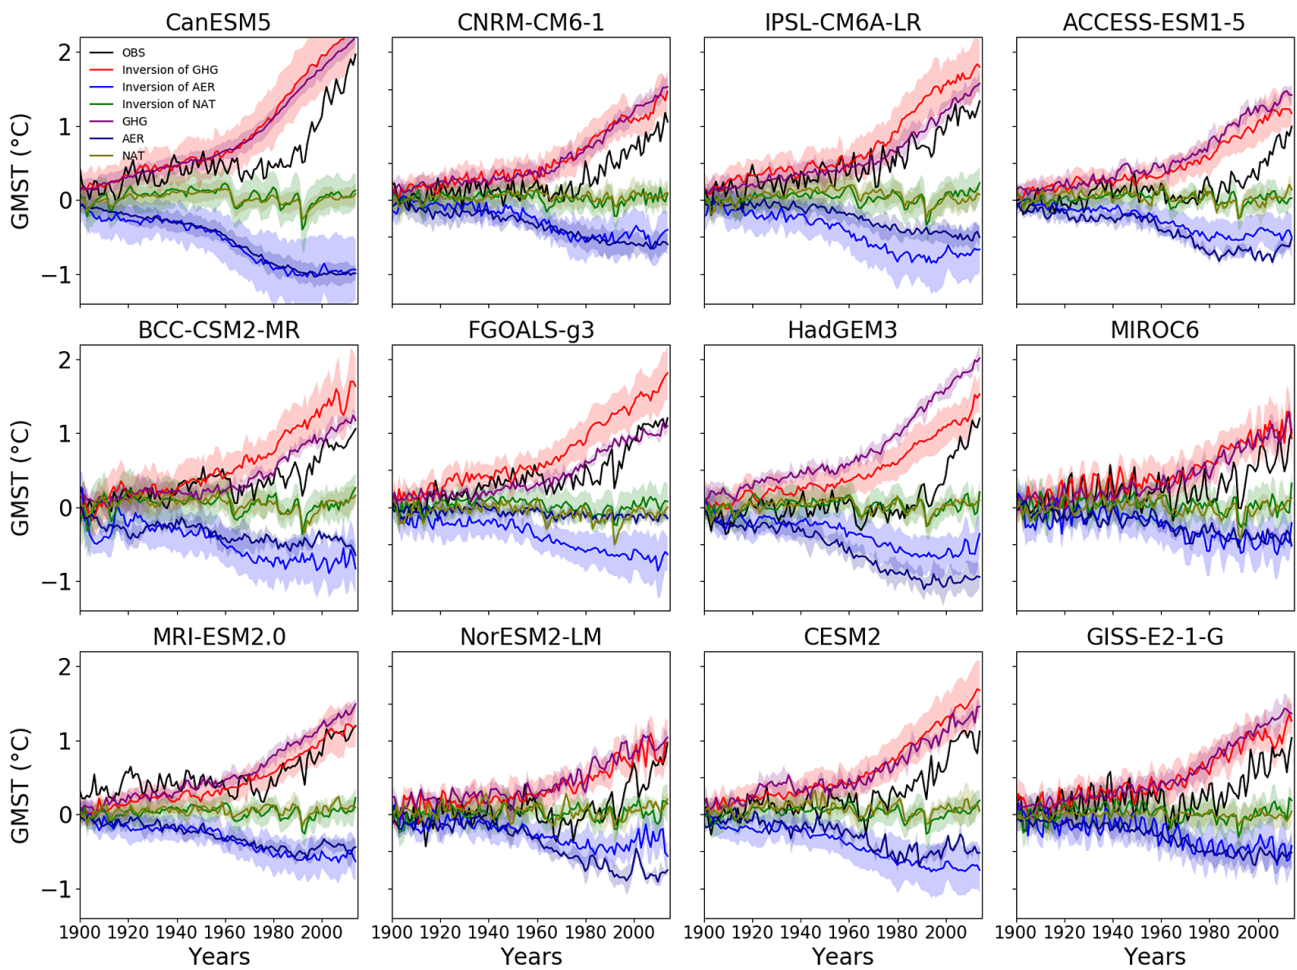 CanESM5
CNRM-CM6-1
IPSL-CM6A-LR
ACCESS-ESM1-5
2
1
0
−1
GMST (°C)
OBS
Inversion of GHG
Inversion of AER
Inversion of NAT
GHG
AER
NAT
BCC-CSM2-MR
FGOALS-g3
HadGEM3
MIROC6
2
1
0
−1
GMST (°C)
MRI-ESM2.0
NorESM2-LM
CESM2
GISS-E2-1-G
2
1
0
−1
GMST (°C)
1900 1920 1940 1960 1980 2000
1900 1920 1940 1960 1980 2000
1900 1920 1940 1960 1980 2000
1900 1920 1940 1960 1980 2000
Years
Years
Years
Years